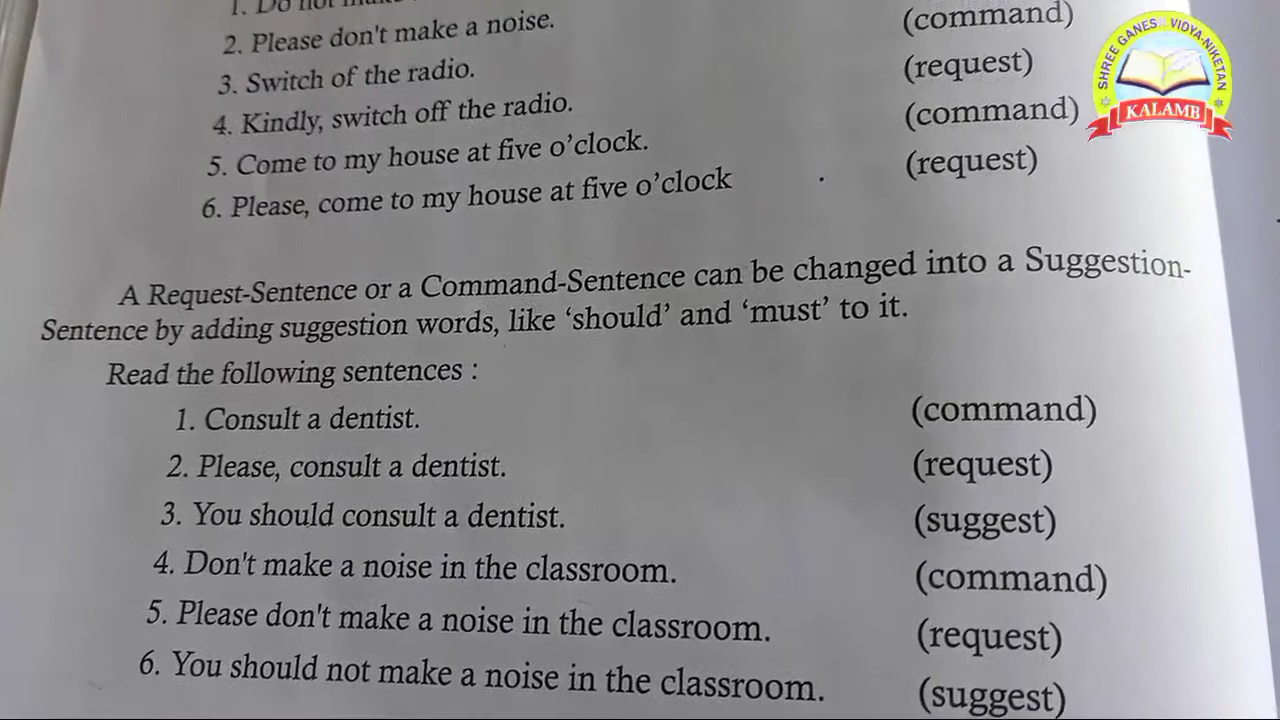 1. Do not make
2. Please don't make a noise.
(command)
3. Switch of the radio.
(request)
4. Kindly, switch off the radio.
(command)
5. Come to my house at five o'clock.
(request)
6. Please, come to my house at five o'clock
A Request-Sentence or a Command-Sentence can be changed into a Suggestion-
Sentence by adding suggestion words, like 'should' and 'must' to it.
Read the following sentences :
1. Consult a dentist. (command)
2. Please, consult a dentist. (request)
3. You should consult a dentist. (suggest)
4. Don't make a noise in the classroom. (command)
5. Please don't make a noise in the classroom. (request)
6. You should not make a noise in the classroom. (suggest)
SHREE GANES VIDYA-NIKETAN
KALAMB